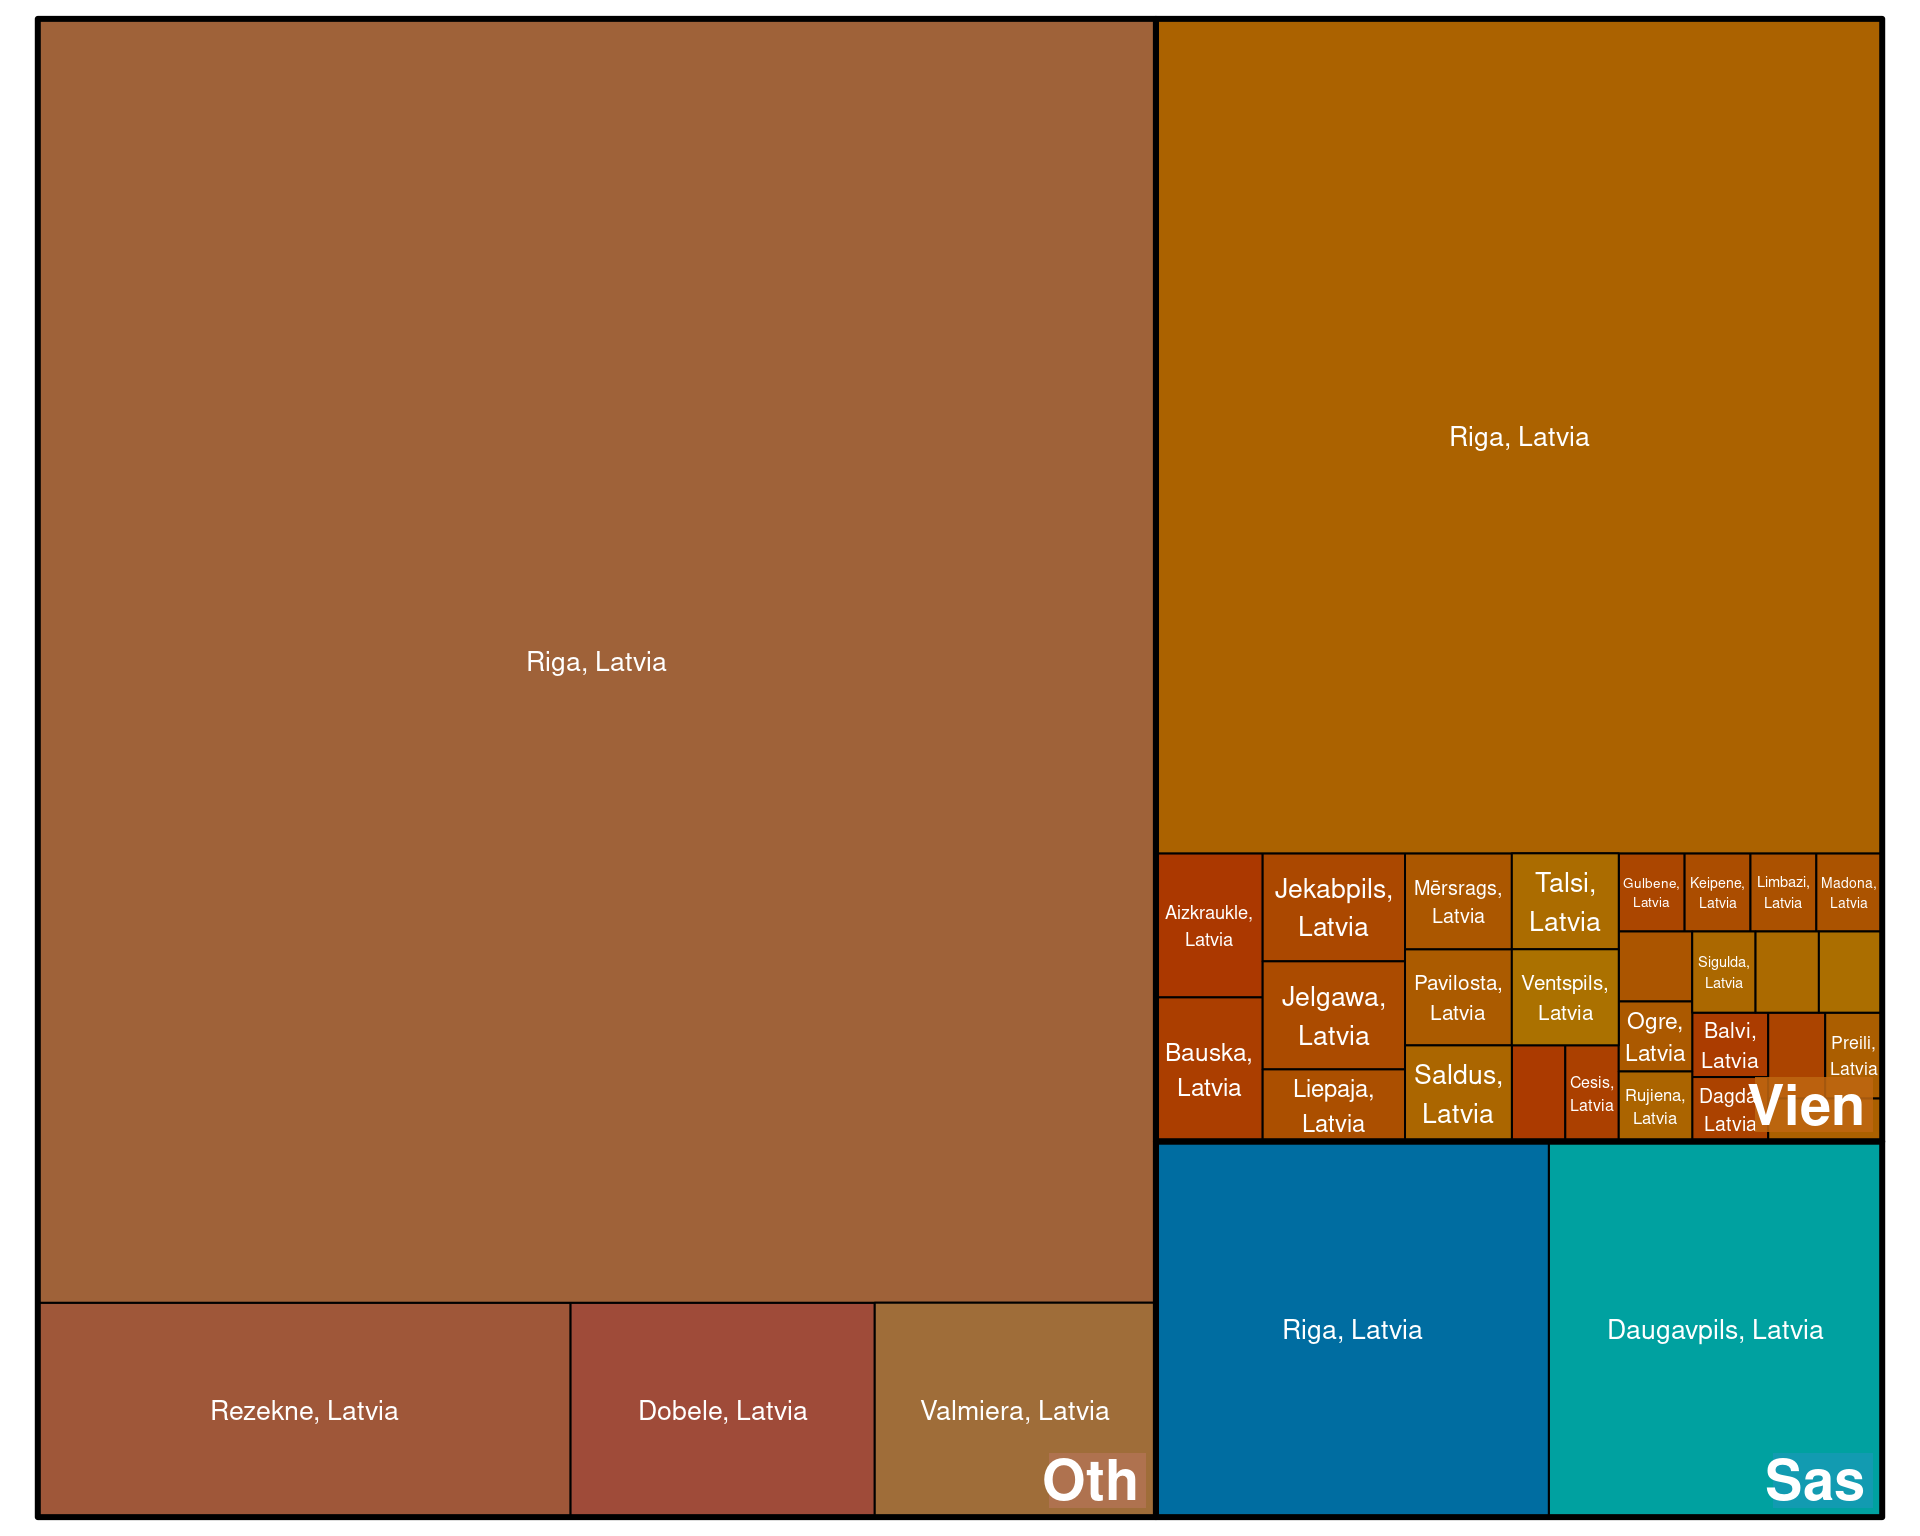 Riga, Latvia
Rezekne, Latvia
Dobele, Latvia
Valmiera, Latvia
Oth
Riga, Latvia
Aizkraukle,
Latvia
Bauska,
Latvia
Jekabpils,
Latvia
Jelgawa,
Latvia
Liepaja,
Latvia
Mērsrags,
Latvia
Pavilosta,
Latvia
Saldus,
Latvia
Talsi,
Latvia
Ventspils,
Latvia
Cesis,
Latvia
Gulbene,
Latvia
Keipene,
Latvia
Limbazi,
Latvia
Madona,
Latvia
Ogre,
Latvia
Rujiena,
Latvia
Sigulda,
Latvia
Balvi,
Latvia
Dagda
Latvia
Preili,
Latvia
Vien
Riga, Latvia
Daugavpils, Latvia
Sas